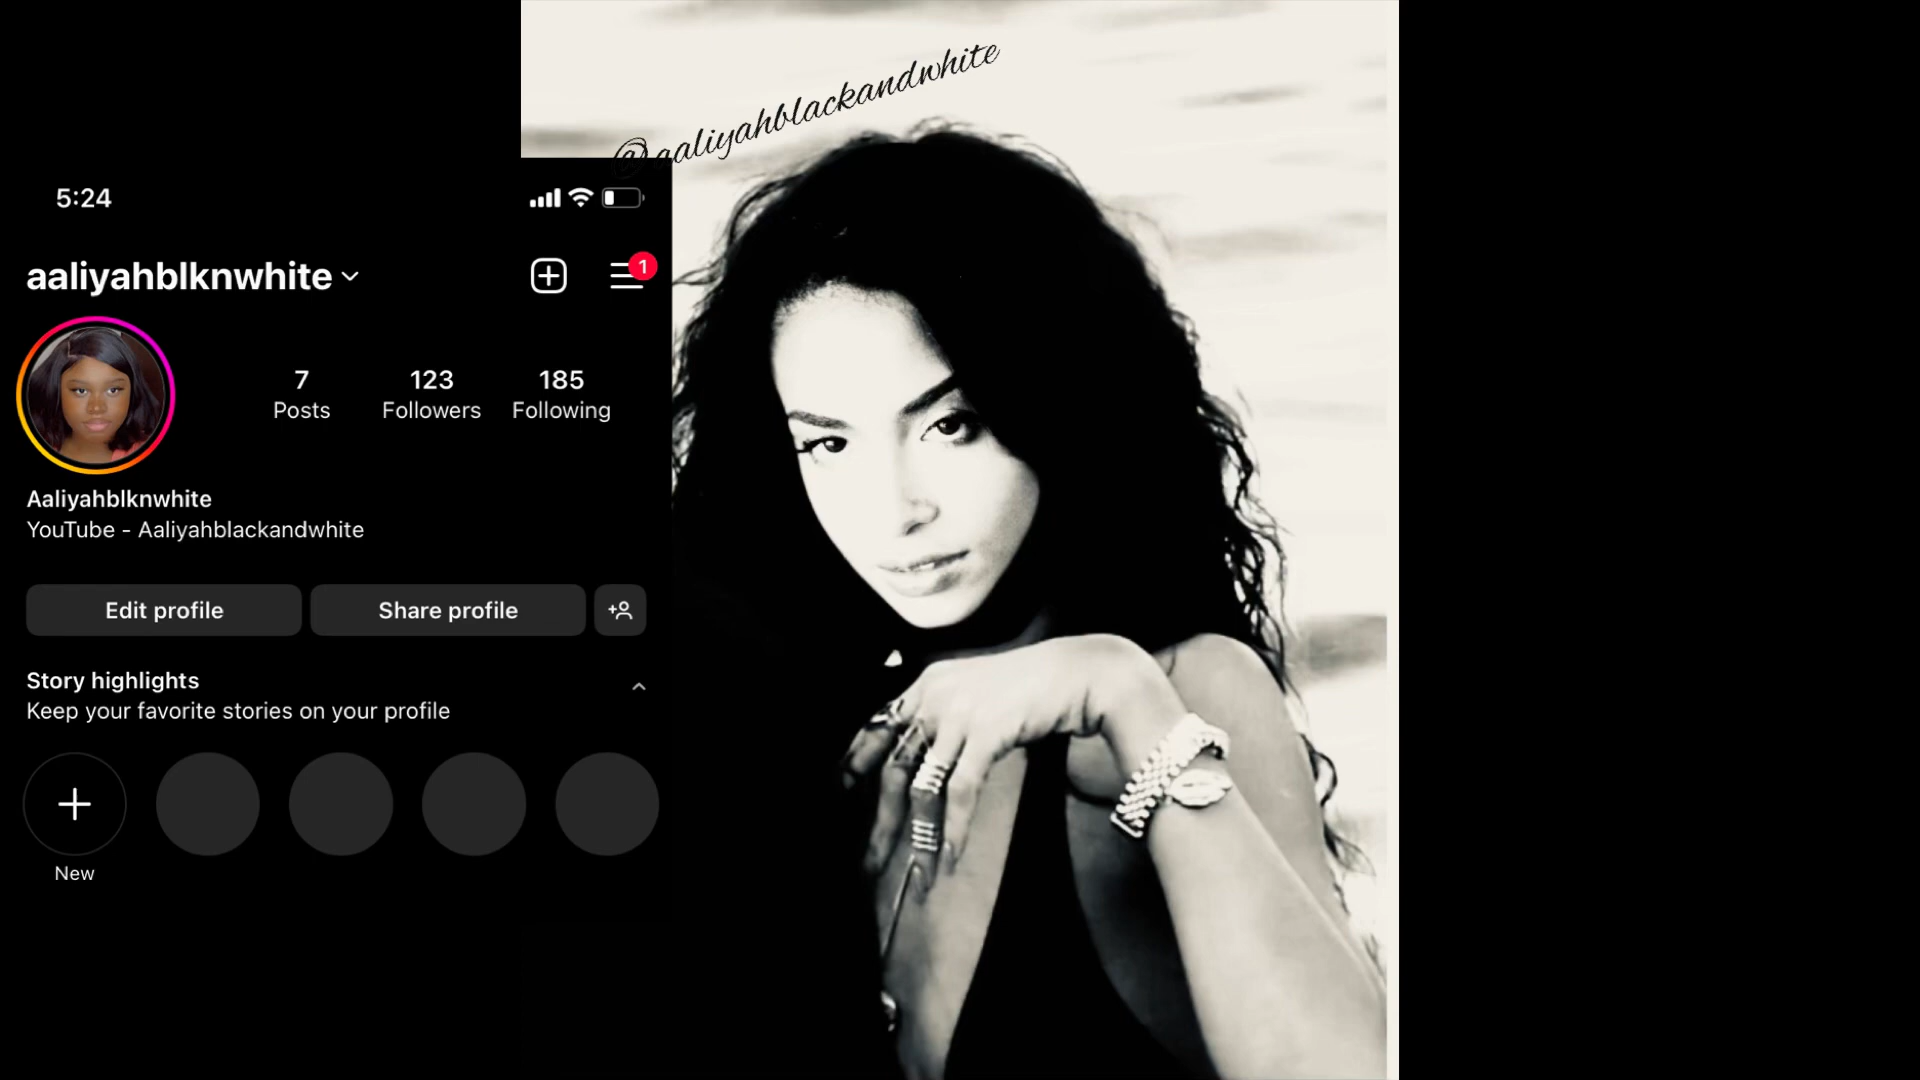 @aaliyahblackandwhite
5:24
aaliyahblknwhite
1
7
Posts
123
Followers
185
Following
Aaliyahblknwhite
YouTube - Aaliyahblackandwhite
Edit profile
Share profile
Story highlights
Keep your favorite stories on your profile
New